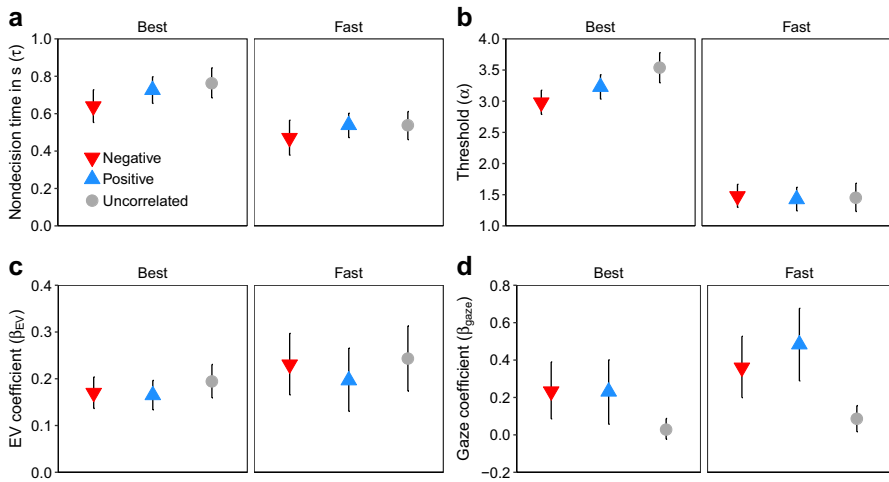 a
Best
Fast
Nondecision time in s (τ)
1.0
0.8
0.6
0.4
0.2
0.0
Negative
Positive
Uncorrelated
b
Best
Fast
Threshold (α)
4.0
3.5
3.0
2.5
2.0
1.5
1.0
c
Best
Fast
EV coefficient (βEV)
0.4
0.3
0.2
0.1
0.0
d
Best
Fast
Gaze coefficient (βgaze)
0.8
0.6
0.4
0.2
0.0
−0.2